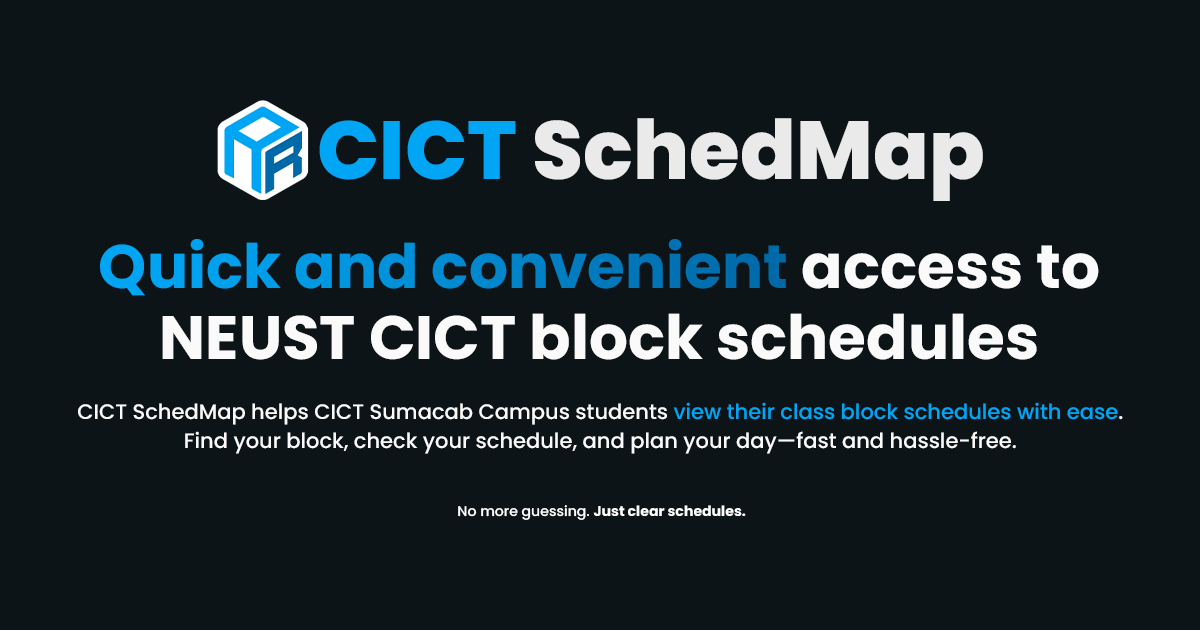 CICT SchedMap
Quick and convenient access to
NEUST CICT block schedules
CICT SchedMap helps CICT Sumacab Campus students view their class block schedules with ease.
Find your block, check your schedule, and plan your day—fast and hassle-free.
No more guessing. Just clear schedules.